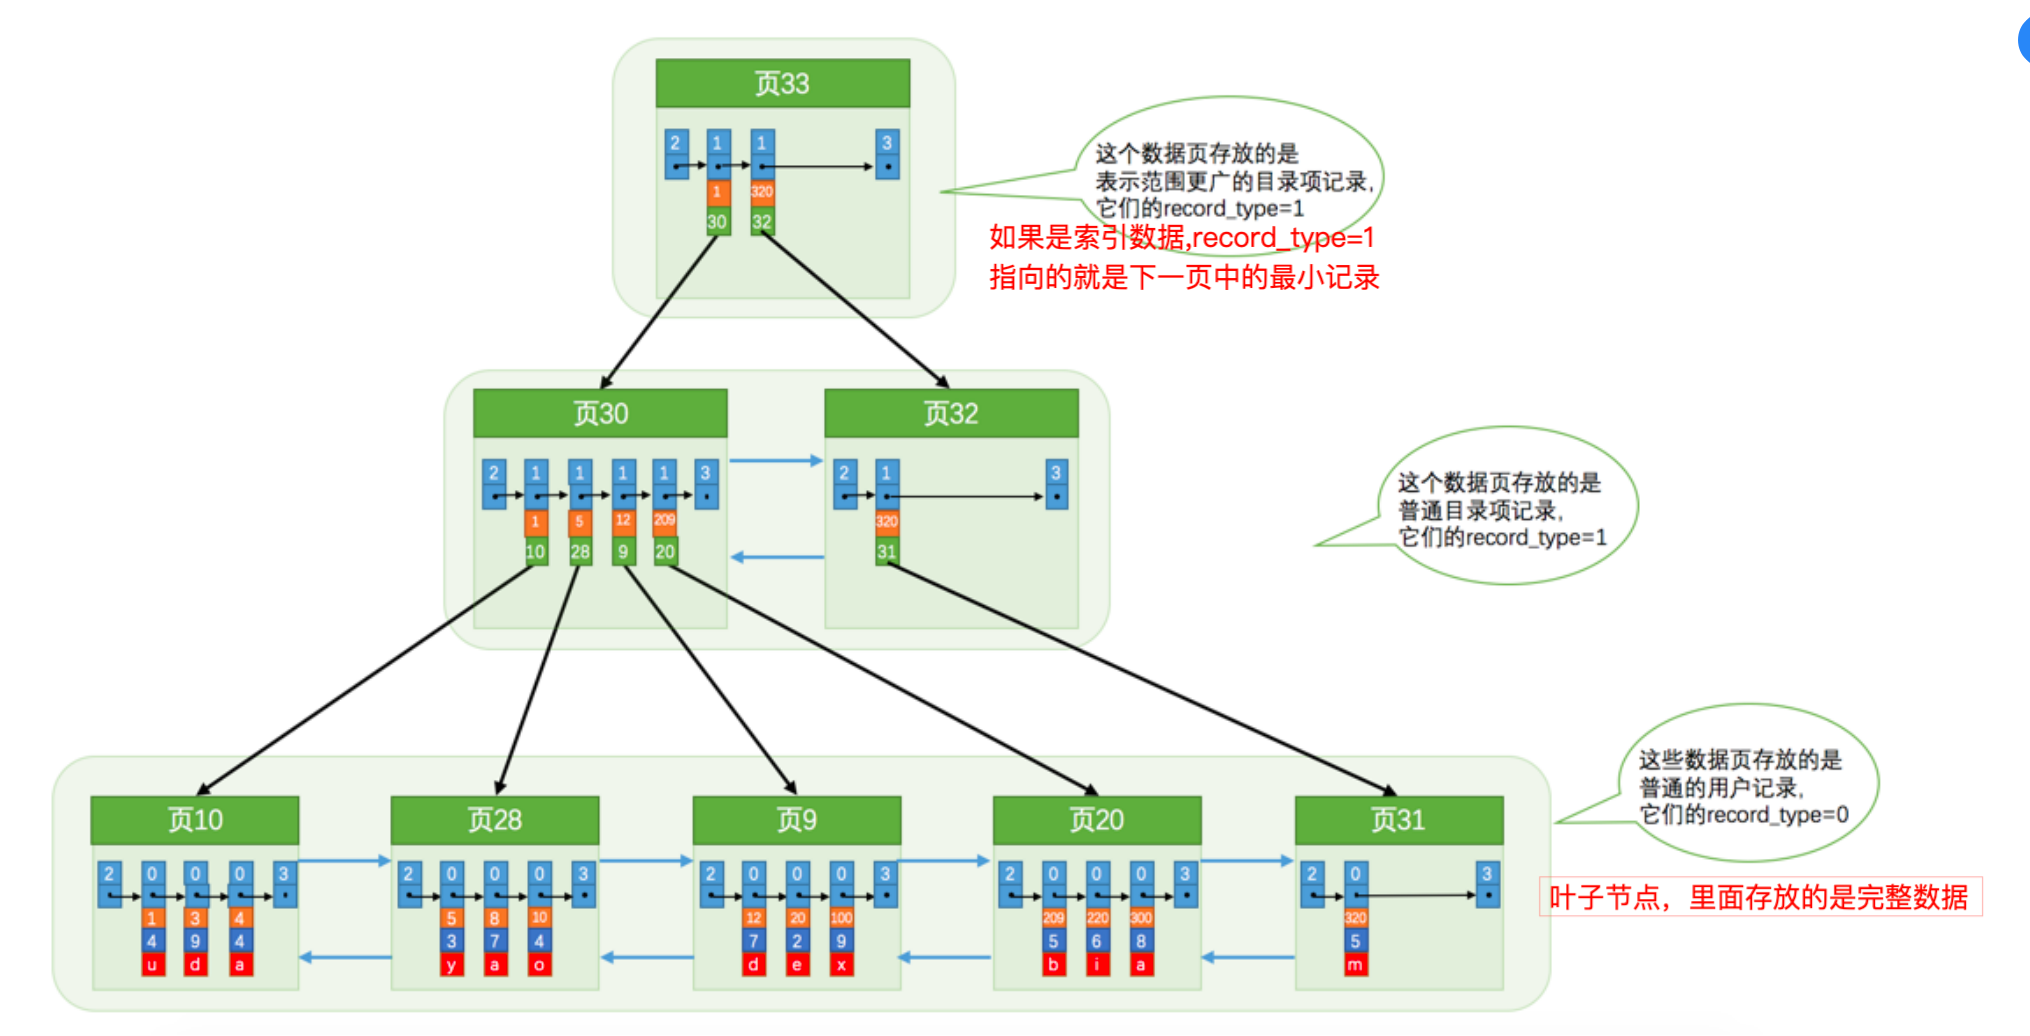 页33
2 1 1 3
1 320
30 32
这个数据页存放的是
表示范围更广的目录项记录,
它们的record_type=1
如果是索引数据,record_type=1
指向的就是下一页中的最小记录
页30 页32
2 1 1 1 1 3 2 1 3
1 5 12 209 320
10 28 9 20 31
这个数据页存放的是
普通目录项记录,
它们的record_type=1
这些数据页存放的是
普通的用户记录,
它们的record_type=0
叶子节点，里面存放的是完整数据
页10 页28 页9 页20 页31
2 0 0 0 3 2 0 0 0 3 2 0 0 0 3 2 0 0 0 3 2 0 3
1 3 4 5 8 10 12 20 100 209 220 300 320
4 9 4 3 7 4 7 2 9 5 6 8 5
u d a y a o d e x b i a m